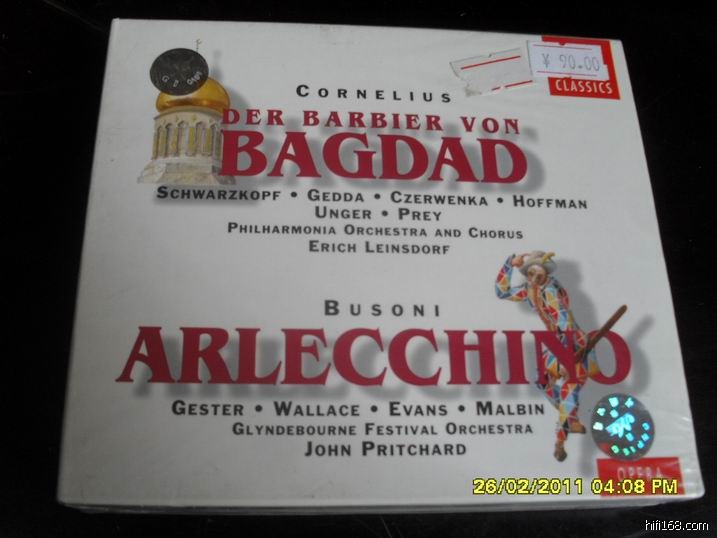 ¥ 90.00
CLASSICS
CORNELIUS
DER BARBIER VON
BAGDAD
SCHWARZKOPF • GEDDA • CZERWENKA • HOFFMAN
UNGER • PREY
PHILHARMONIA ORCHESTRA AND CHORUS
ERICH LEINSDORF
BUSONI
ARLECCHINO
GESTER • WALLACE • EVANS • MALBIN
GLYNDEBOURNE FESTIVAL ORCHESTRA
JOHN PRITCHARD
OPERA
26/02/2011 04:08 PM
hifi168.com